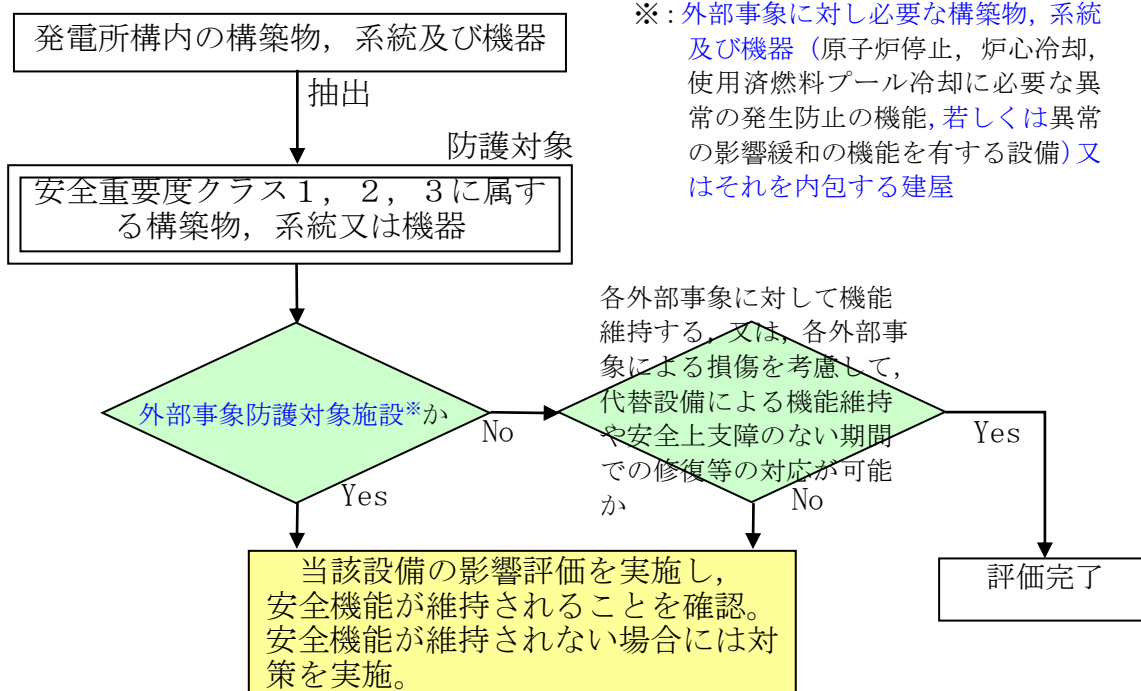 発電所構内の構築物，系統及び機器
抽出
防護対象
安全重要度クラス１，２，３に属す
る構築物，系統又は機器
※：外部事象に対し必要な構築物，系統
及び機器（原子炉停止，炉心冷却，
使用済燃料プール冷却に必要な異
常の発生防止の機能，若しくは異常
の影響緩和の機能を有する設備）又
はそれを内包する建屋
外部事象防護対象施設※か
No
Yes
各外部事象に対して機能
維持する，又は，各外部事
象による損傷を考慮して，
代替設備による機能維持
や安全上支障のない期間
での修復等の対応が可能
か
Yes
No
当該設備の影響評価を実施し，
安全機能が維持されることを確認。
安全機能が維持されない場合には対
策を実施。
評価完了